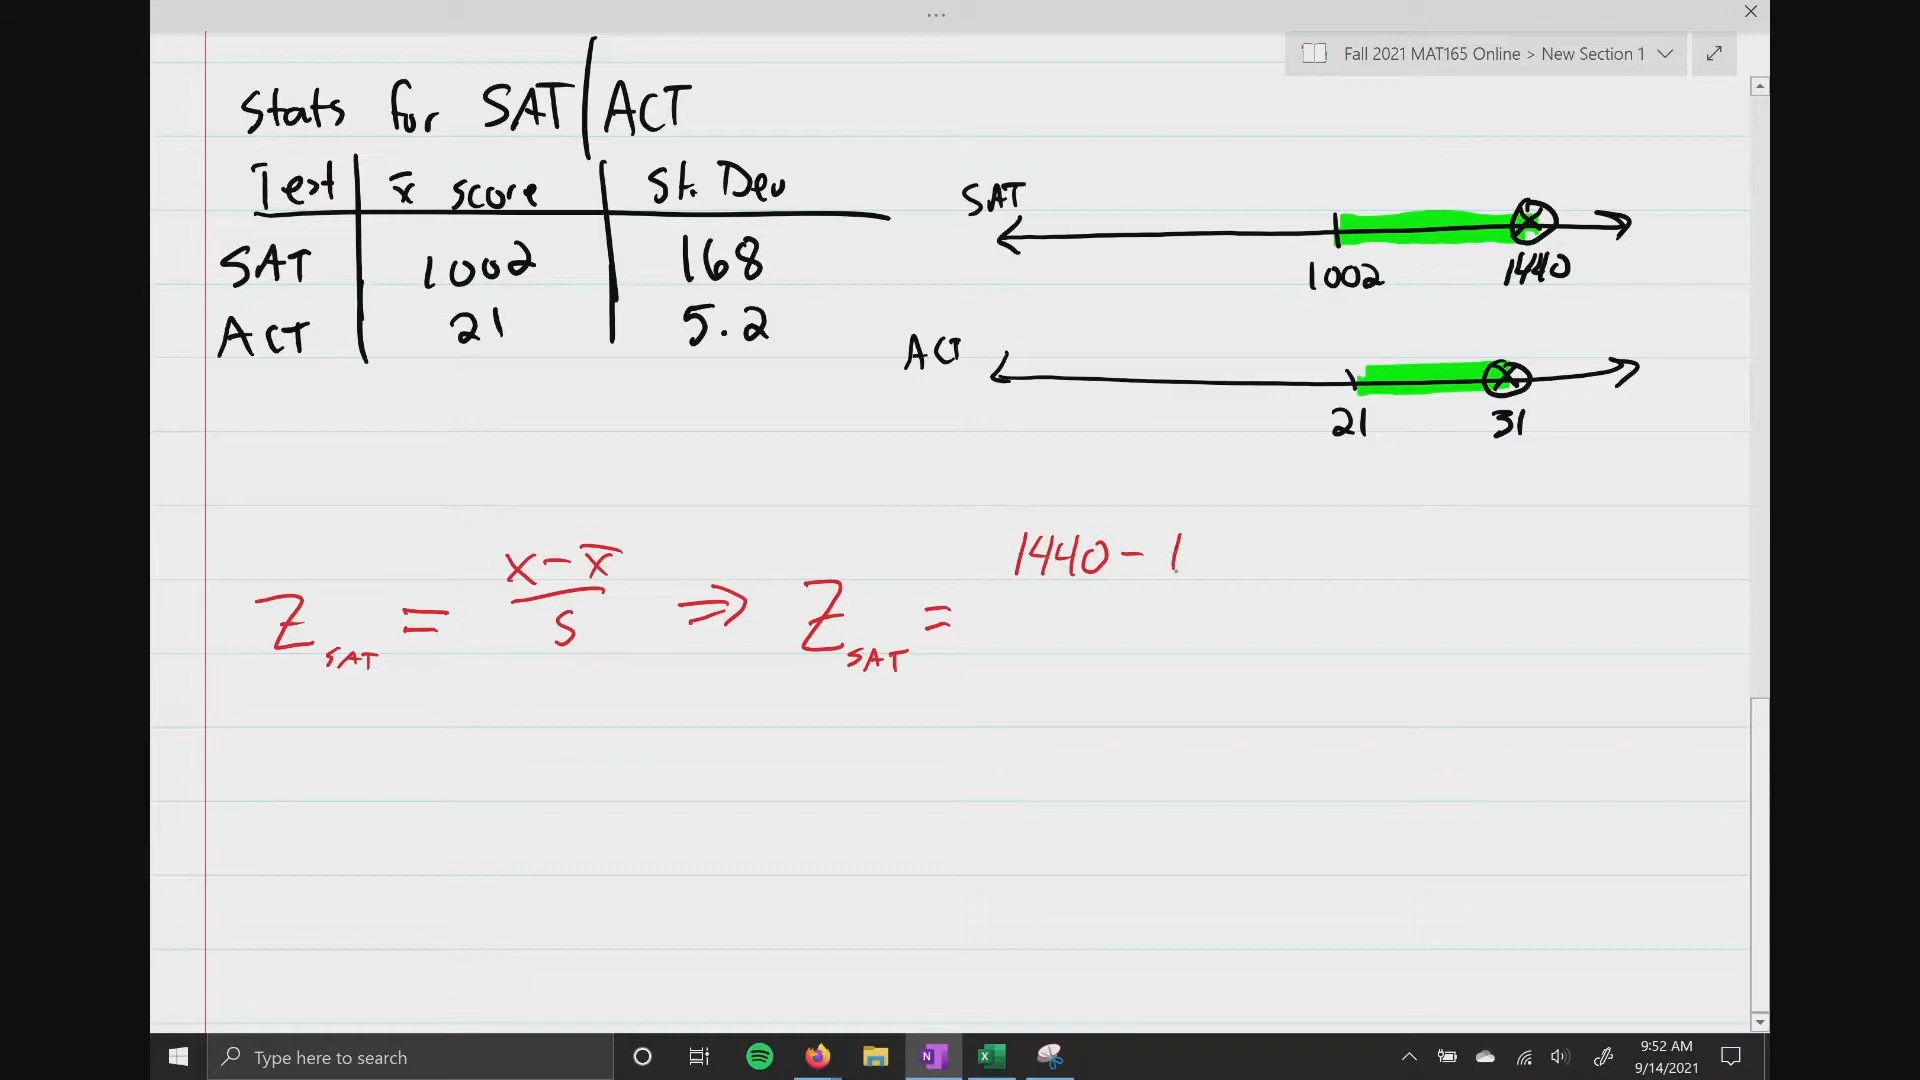 ...
Fall 2021 MAT165 Online > New Section 1
Stats for SAT/ACT
Test x̄ score St. Dev
SAT 1002 168
ACT 21 5.2
SAT
1002 1440
ACT
21 31
Z_SAT = (x - x̄)/s ⇒ Z_SAT = 1440 - 1
Type here to search
9:52 AM
9/14/2021